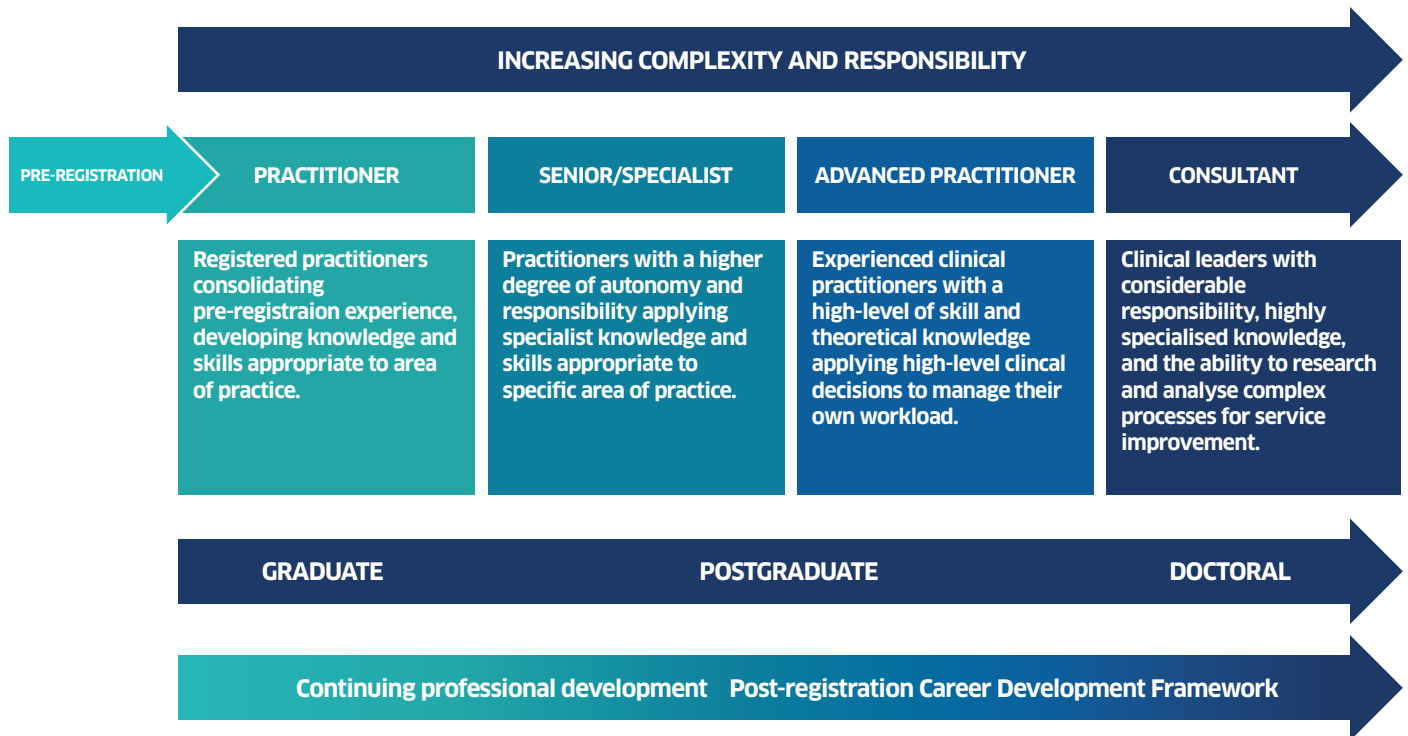 INCREASING COMPLEXITY AND RESPONSIBILITY
PRE-REGISTRATION
PRACTITIONER
SENIOR/SPECIALIST
ADVANCED PRACTITIONER
CONSULTANT
Registered practitioners
consolidating
pre-registraion experience,
developing knowledge and
skills appropriate to area
of practice.
Practitioners with a higher
degree of autonomy and
responsibility applying
specialist knowledge and
skills appropriate to
specific area of practice.
Experienced clinical
practitioners with a
high-level of skill and
theoretical knowledge
applying high-level clincal
decisions to manage their
own workload.
Clinical leaders with
considerable
responsibility, highly
specialised knowledge,
and the ability to research
and analyse complex
processes for service
improvement.
GRADUATE
POSTGRADUATE
DOCTORAL
Continuing professional development Post-registration Career Development Framework